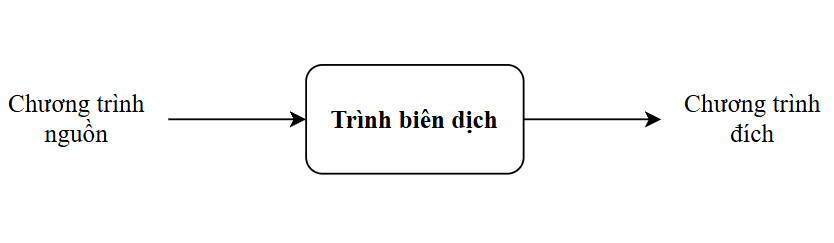 Chương trình
nguồn
Trình biên dịch
Chương trình
đích